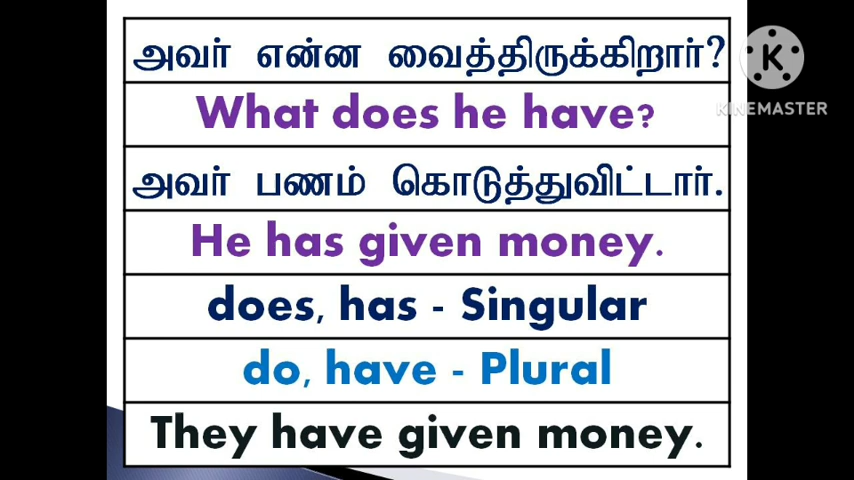 அவர் என்ன வைத்திருக்கிறார்?
What does he have?
அவர் பணம் கொடுத்துவிட்டார்.
He has given money.
does, has - Singular
do, have - Plural
They have given money.
K
KINEMASTER